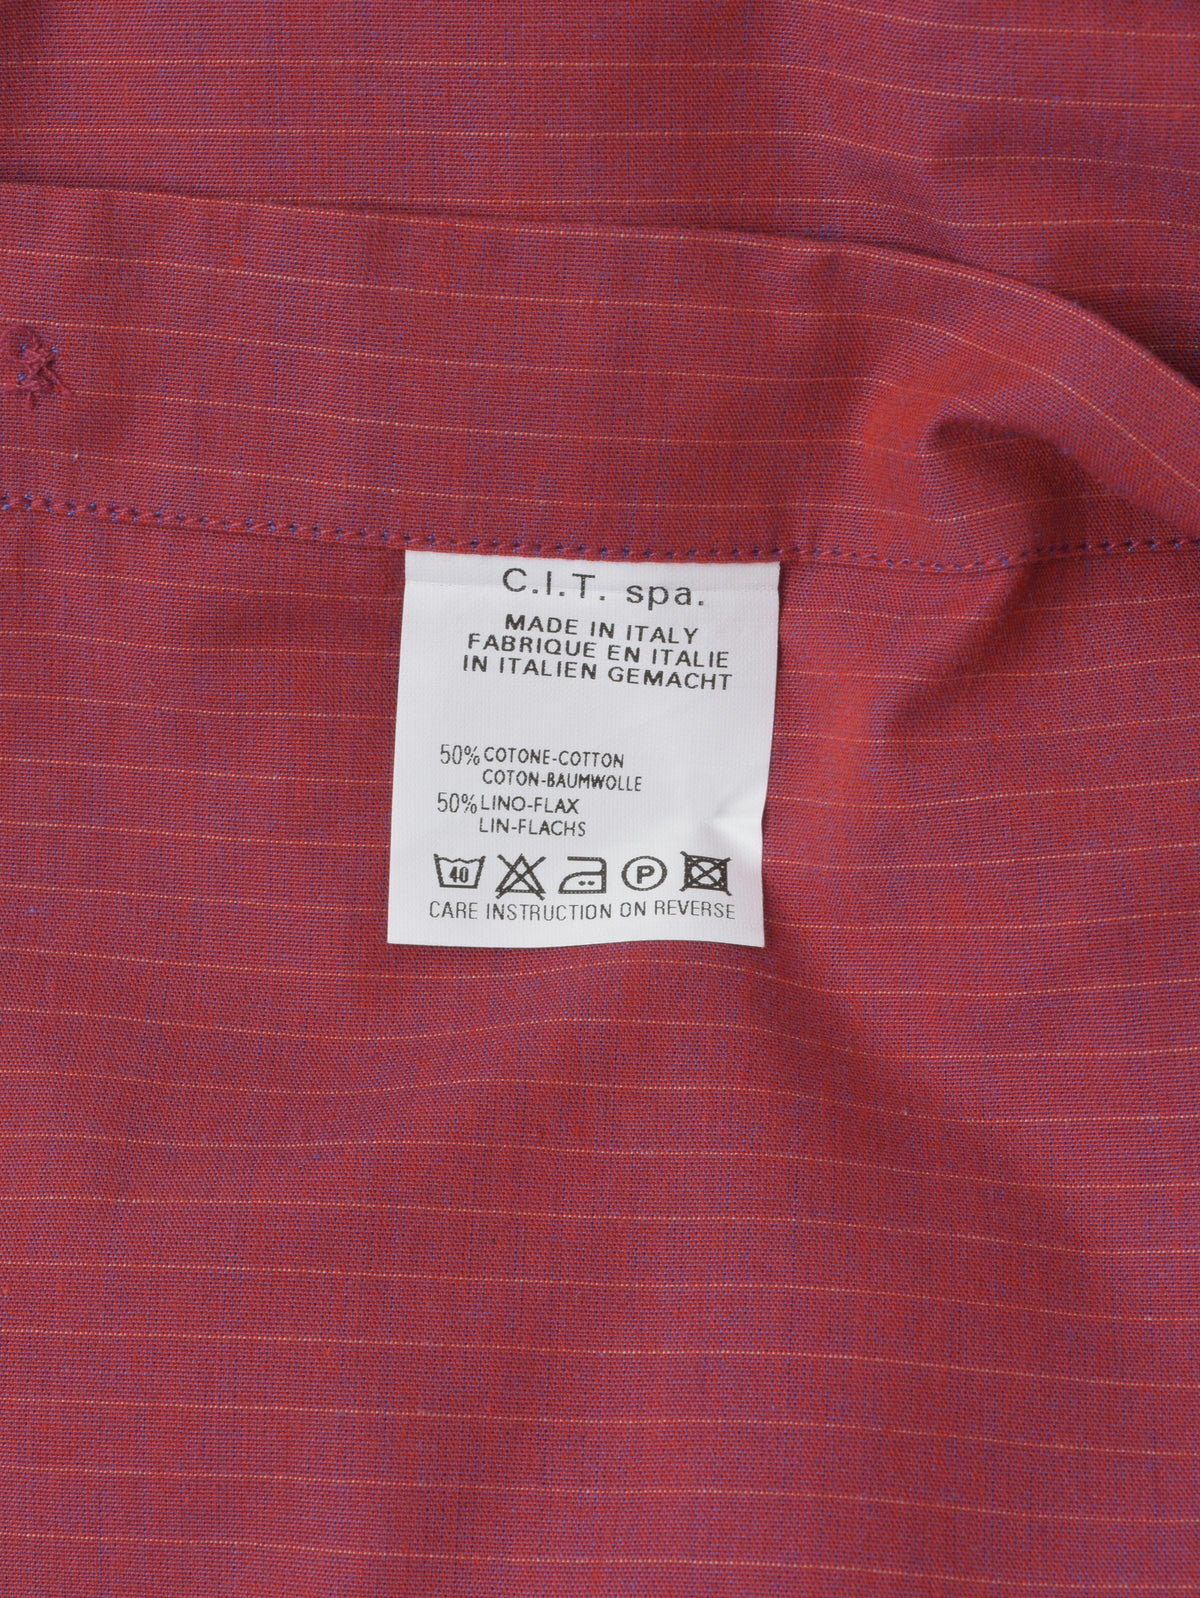 C.I.T. spa.
MADE IN ITALY
FABRIQUE EN ITALIE
IN ITALIEN GEMACHT
50% COTONE-COTTON
COTON-BAUMWOLLE
50% LINO-FLAX
LIN-FLACHS
40 P
CARE INSTRUCTION ON REVERSE